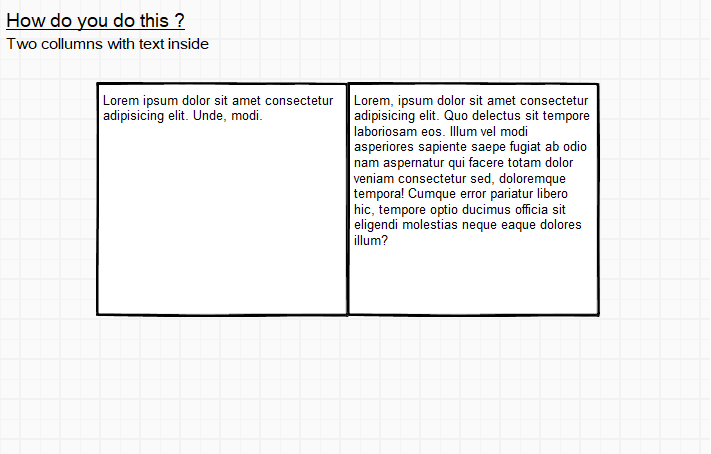 How do you do this ?
Two collumns with text inside
Lorem ipsum dolor sit amet consectetur
adipisicing elit. Unde, modi.
Lorem, ipsum dolor sit amet consectetur
adipisicing elit. Quo delectus sit tempore
laboriosam eos. Illum vel modi
asperiores sapiente saepe fugiat ab odio
nam aspernatur qui facere totam dolor
veniam consectetur sed, doloremque
tempora! Cumque error pariatur libero
hic, tempore optio ducimus officia sit
eligendi molestias neque eaque dolores
illum?